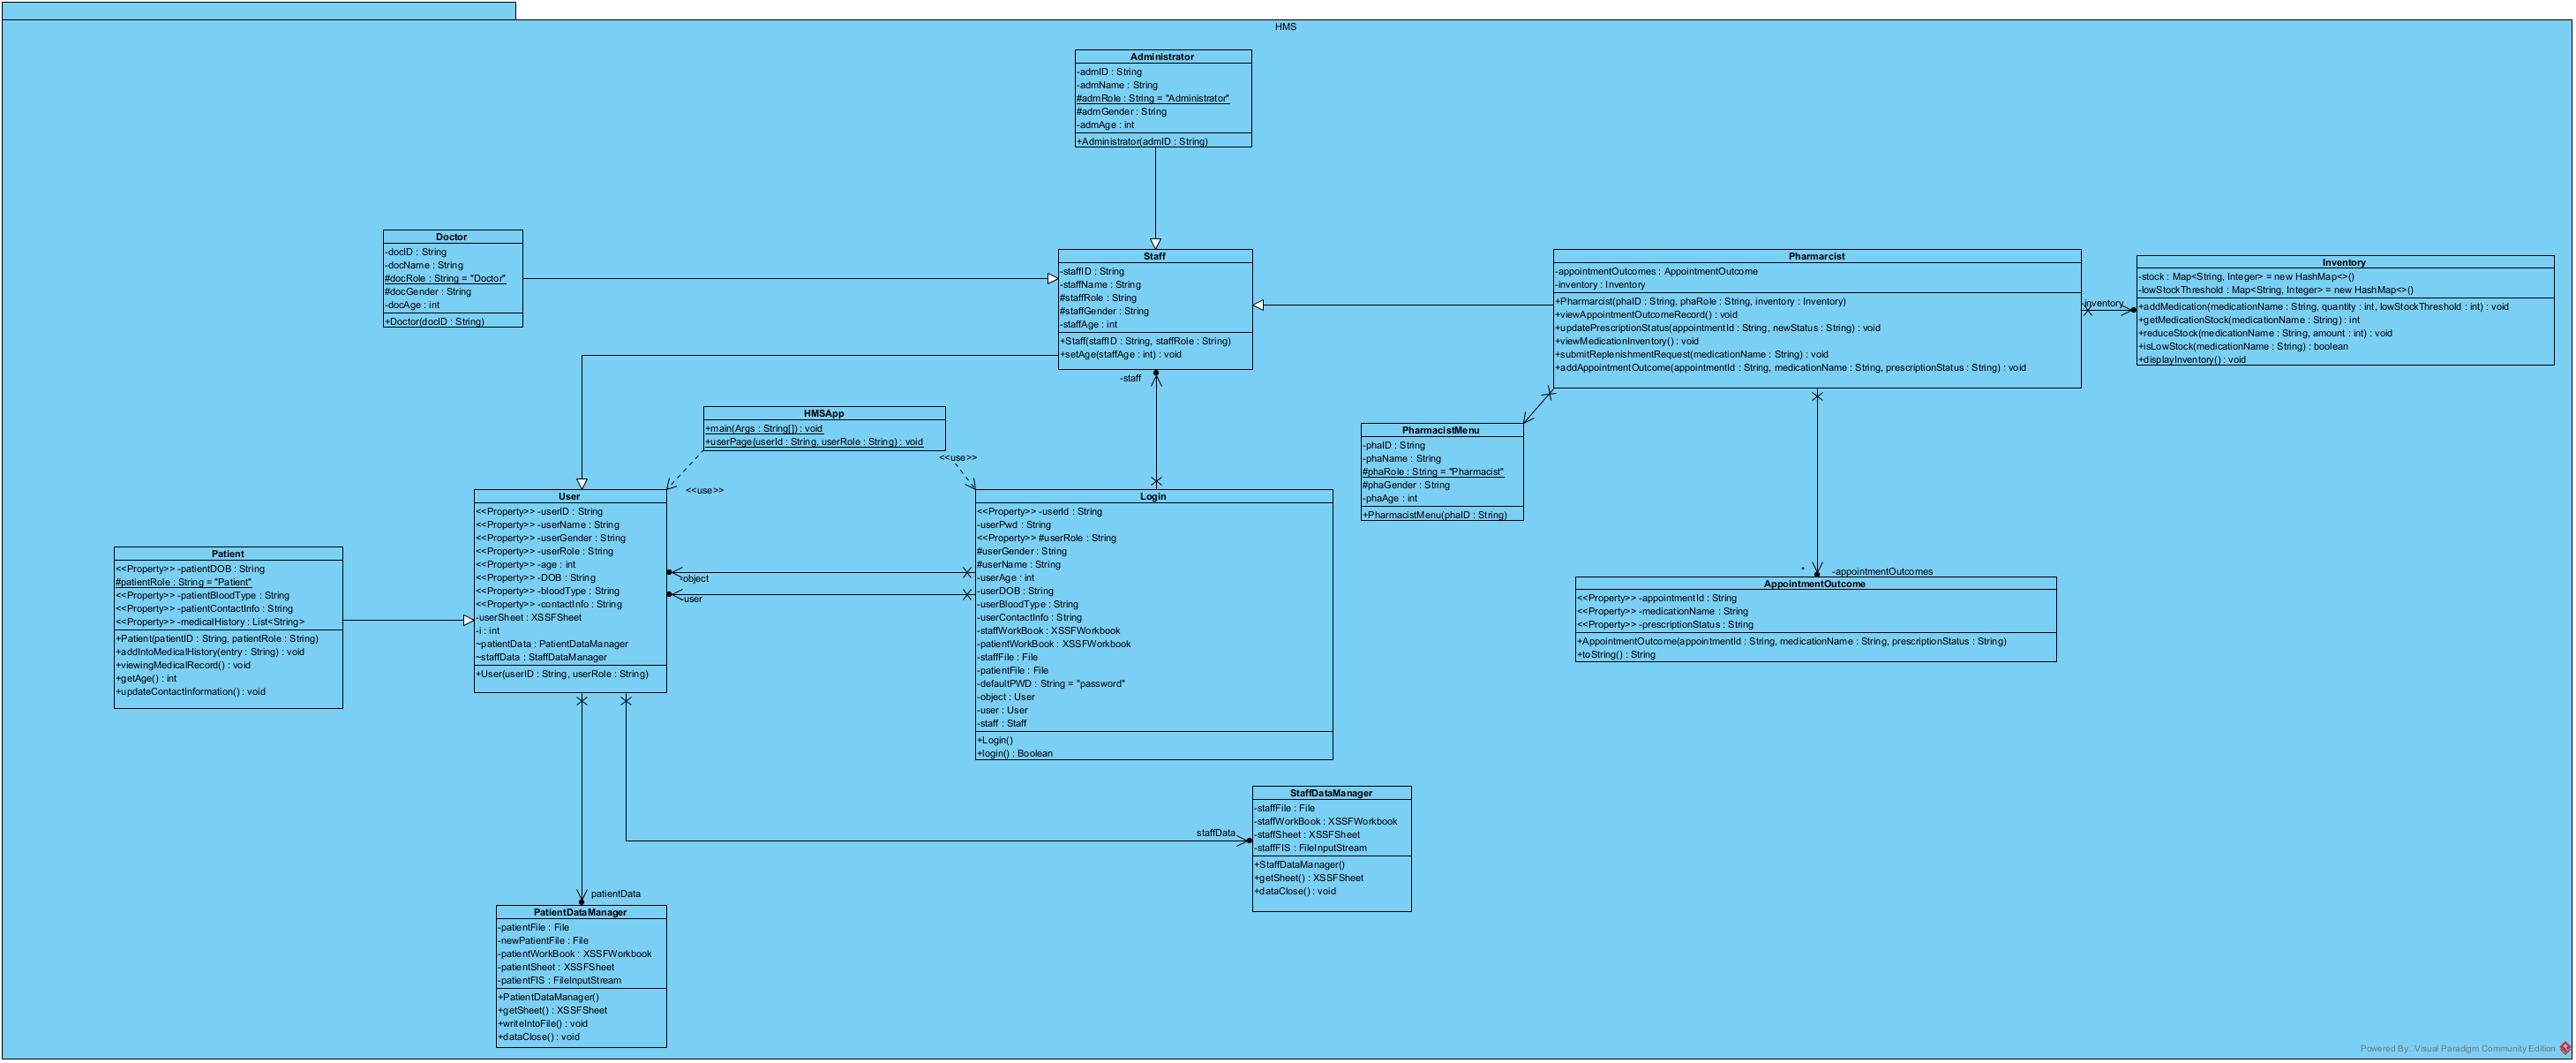 HMS
Administrator
-admID : String
-admName : String
#admRole : String = "Administrator"
#admGender : String
-admAge : int
+Administrator(admID : String)
Doctor
-docID : String
-docName : String
#docRole : String = "Doctor"
#docGender : String
-docAge : int
+Doctor(docID : String)
Staff
-staffID : String
-staffName : String
#staffRole : String
#staffGender : String
-staffAge : int
+Staff(staffID : String, staffRole : String)
+setAge(staffAge : int) : void
-staff
Pharmarcist
-appointmentOutcomes : AppointmentOutcome
-inventory : Inventory
+Pharmarcist(phaID : String, phaRole : String, inventory : Inventory)
+viewAppointmentOutcomeRecord() : void
+updatePrescriptionStatus(appointmentId : String, newStatus : String) : void
+viewMedicationInventory() : void
+submitReplenishmentRequest(medicationName : String) : void
+addAppointmentOutcome(appointmentId : String, medicationName : String, prescriptionStatus : String) : void
-inventory
Inventory
-stock : Map<String, Integer> = new HashMap<>()
-lowStockThreshold : Map<String, Integer> = new HashMap<>()
+addMedication(medicationName : String, quantity : int, lowStockThreshold : int) : void
+getMedicationStock(medicationName : String) : int
+reduceStock(medicationName : String, amount : int) : void
+isLowStock(medicationName : String) : boolean
+displayInventory() : void
HMSApp
+main(Args : String[]) : void
+userPage(userId : String, userRole : String) : void
<<use>>
<<use>>
PharmacistMenu
-phaID : String
-phaName : String
#phaRole : String = "Pharmacist"
#phaGender : String
-phaAge : int
+PharmacistMenu(phaID : String)
User
<<Property>> -userID : String
<<Property>> -userName : String
<<Property>> -userGender : String
<<Property>> -userRole : String
<<Property>> -age : int
<<Property>> -DOB : String
<<Property>> -bloodType : String
<<Property>> -contactInfo : String
-userSheet : XSSFSheet
-i : int
~patientData : PatientDataManager
~staffData : StaffDataManager
+User(userID : String, userRole : String)
-object
-user
Login
<<Property>> -userId : String
-userPwd : String
<<Property>> #userRole : String
#userGender : String
#userName : String
-userAge : int
-userDOB : String
-userBloodType : String
-userContactInfo : String
-staffWorkBook : XSSFWorkbook
-patientWorkBook : XSSFWorkbook
-staffFile : File
-patientFile : File
-defaultPWD : String = "password"
-object : User
-user : User
-staff : Staff
+Login()
+login() : Boolean
Patient
<<Property>> -patientDOB : String
#patientRole : String = "Patient"
<<Property>> -patientBloodType : String
<<Property>> -patientContactInfo : String
<<Property>> -medicalHistory : List<String>
+Patient(patientID : String, patientRole : String)
+addIntoMedicalHistory(entry : String) : void
+viewingMedicalRecord() : void
+getAge() : int
+updateContactInformation() : void
*
-appointmentOutcomes
AppointmentOutcome
<<Property>> -appointmentId : String
<<Property>> -medicationName : String
<<Property>> -prescriptionStatus : String
+AppointmentOutcome(appointmentId : String, medicationName : String, prescriptionStatus : String)
+toString() : String
staffData
StaffDataManager
-staffFile : File
-staffWorkBook : XSSFWorkbook
-staffSheet : XSSFSheet
-staffFIS : FileInputStream
+StaffDataManager()
+getSheet() : XSSFSheet
+dataClose() : void
patientData
PatientDataManager
-patientFile : File
-newPatientFile : File
-patientWorkBook : XSSFWorkbook
-patientSheet : XSSFSheet
-patientFIS : FileInputStream
+PatientDataManager()
+getSheet() : XSSFSheet
+writeIntoFile() : void
+dataClose() : void
Powered By: Visual Paradigm Community Edition